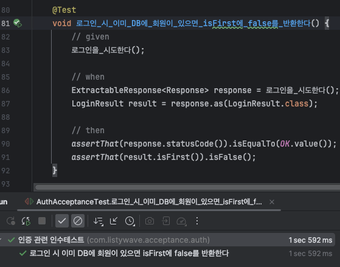 80
@Test
81 void 로그인_시_이미_DB에_회원이_있으면_isFirst에_false를_반환한다() {
82 // given
83 로그인을_시도한다();
84
85 // when
86 ExtractableResponse<Response> response = 로그인을_시도한다();
87 LoginResult result = response.as(LoginResult.class);
88
89 // then
90 assertThat(response.statusCode()).isEqualTo(OK.value());
91 assertThat(result.isFirst()).isFalse();
92 }
93
un AuthAcceptanceTest.로그인_시_이미_DB에_회원이_있으면_isFirst에_f...
인증 관련 인수테스트 (com.listywave.acceptance.auth) 1 sec 592 ms
로그인 시 이미 DB에 회원이 있으면 isFirst에 false를 반환한다 1 sec 592 ms